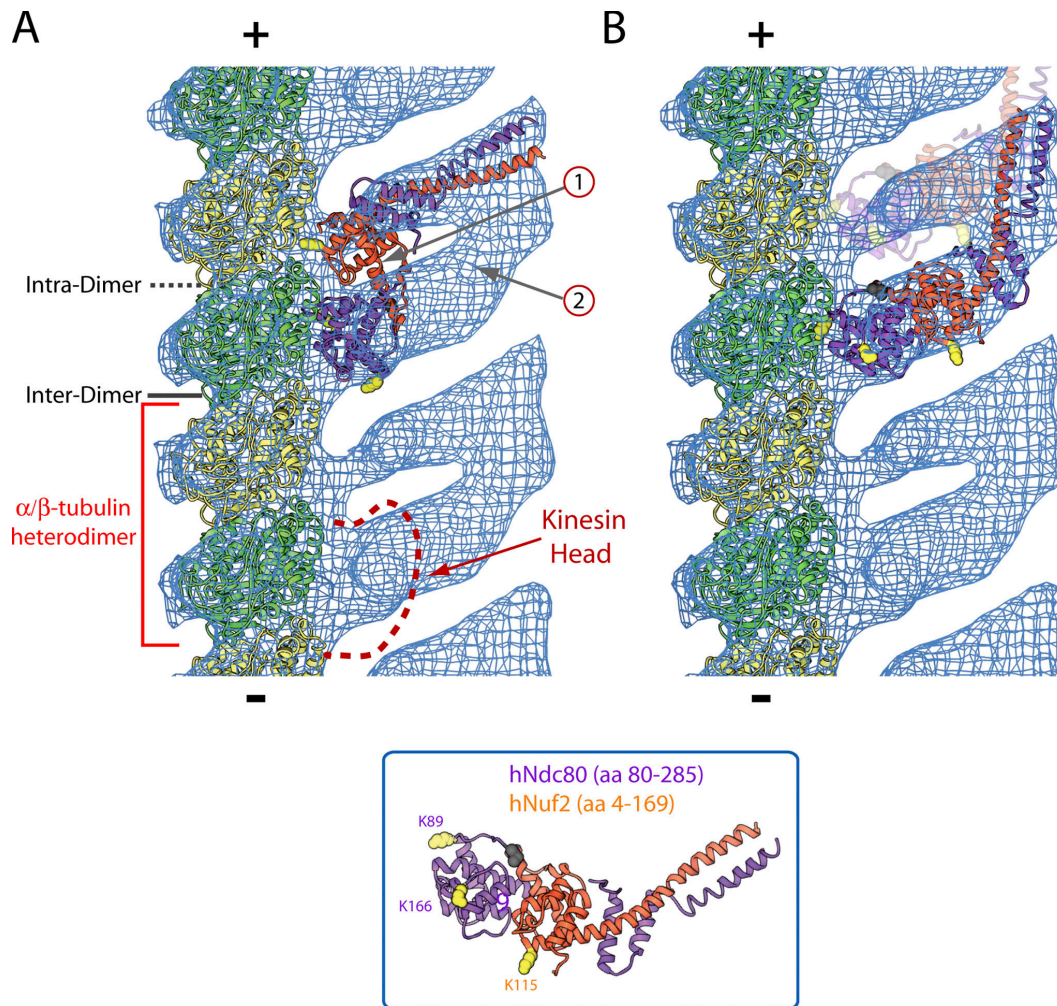 A
B
+
+
1
2
Intra-Dimer
Inter-Dimer
α/β-tubulin
heterodimer
Kinesin
Head
-
-
hNdc80 (aa 80-285)
hNuf2 (aa 4-169)
K89
K166
9
K115